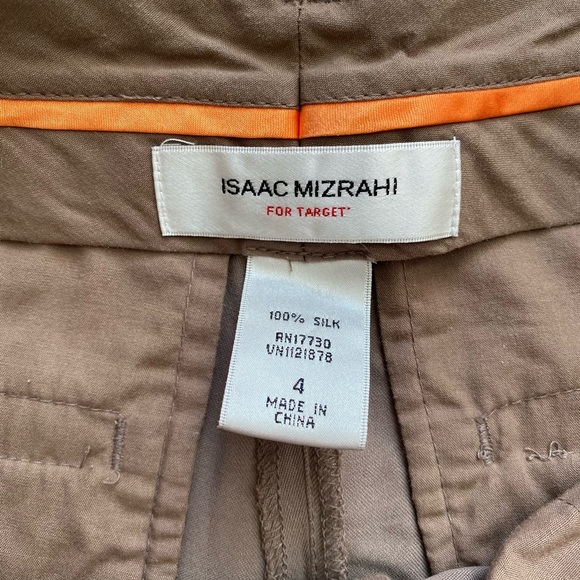 ISAAC MIZRAHI
FOR TARGET*
100% SILK
RN17730
VN1121878
4
MADE IN
CHINA